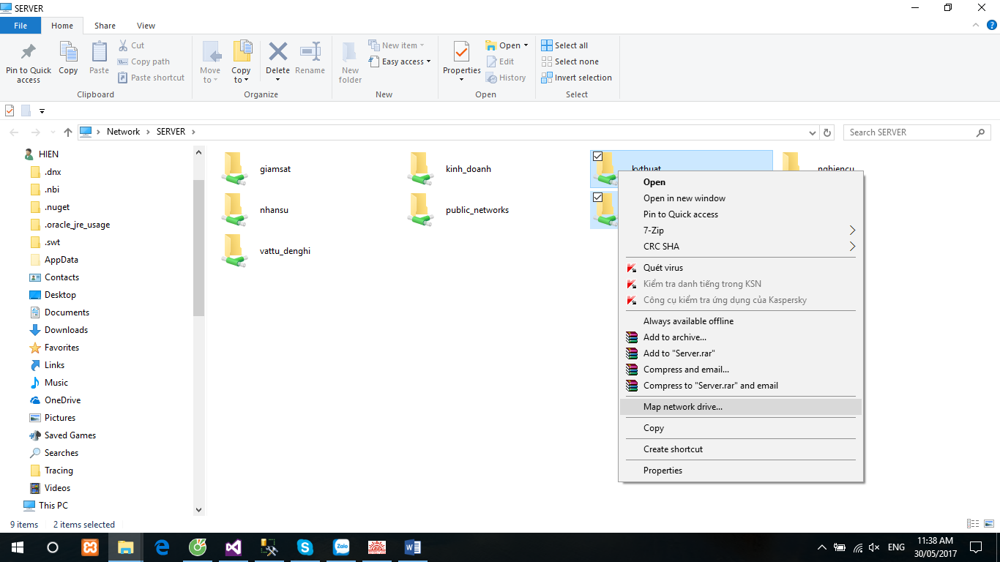 SERVER
File Home Share View
Pin to Quick access
Copy
Paste
Cut
Copy path
Paste shortcut
Clipboard
Move to
Copy to
Delete
Rename
Organize
New folder
New item
Easy access
New
Properties
Open
Edit
History
Open
Select all
Select none
Invert selection
Select
Network SERVER
Search SERVER
HIEN
.dnx
.nbi
.nuget
.oracle_jre_usage
.swt
AppData
Contacts
Desktop
Documents
Downloads
Favorites
Links
Music
OneDrive
Pictures
Saved Games
Searches
Tracing
Videos
This PC
giamsat
kinh_doanh
kythuat
nghiencu
nhansu
public_networks
vattu_denghi
Open
Open in new window
Pin to Quick access
7-Zip
CRC SHA
Quét virus
Kiểm tra danh tiếng trong KSN
Công cụ kiểm tra ứng dụng của Kaspersky
Always available offline
Add to archive...
Add to "Server.rar"
Compress and email...
Compress to "Server.rar" and email
Map network drive...
Copy
Create shortcut
Properties
9 items 2 items selected
Zalo
ENG
11:38 AM
30/05/2017